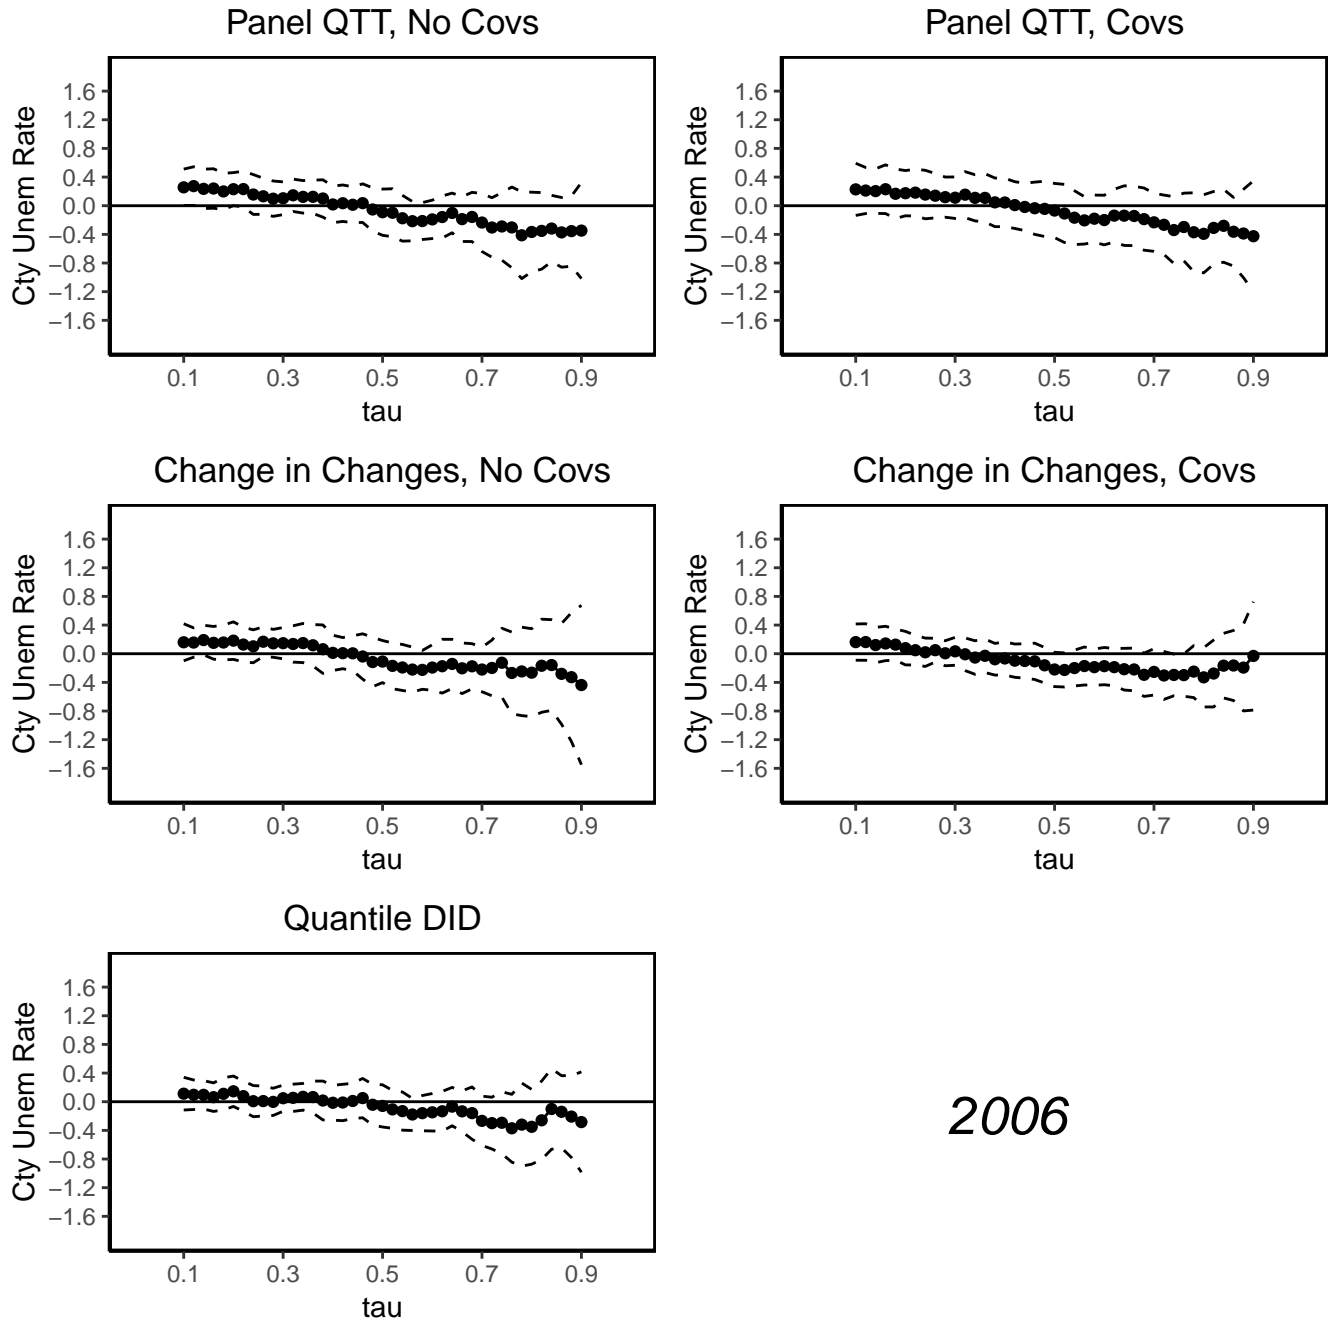 Panel QTT, No Covs
Cty Unem Rate
1.6
1.2
0.8
0.4
0.0
−0.4
−0.8
−1.2
−1.6
0.1 0.3 0.5 0.7 0.9
tau
Panel QTT, Covs
Cty Unem Rate
1.6
1.2
0.8
0.4
0.0
−0.4
−0.8
−1.2
−1.6
0.1 0.3 0.5 0.7 0.9
tau
Change in Changes, No Covs
Cty Unem Rate
1.6
1.2
0.8
0.4
0.0
−0.4
−0.8
−1.2
−1.6
0.1 0.3 0.5 0.7 0.9
tau
Change in Changes, Covs
Cty Unem Rate
1.6
1.2
0.8
0.4
0.0
−0.4
−0.8
−1.2
−1.6
0.1 0.3 0.5 0.7 0.9
tau
Quantile DID
Cty Unem Rate
1.6
1.2
0.8
0.4
0.0
−0.4
−0.8
−1.2
−1.6
0.1 0.3 0.5 0.7 0.9
tau
2006